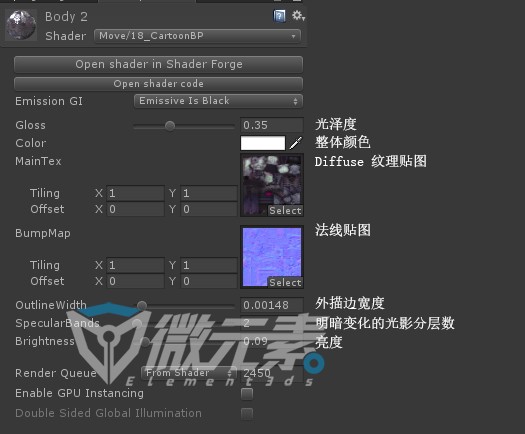 Body 2
Shader Move/18_CartoonBP
Open shader in Shader Forge
Open shader code
Emission GI Emissive Is Black
Gloss 0.35 光泽度
Color 整体颜色
MainTex Diffuse 纹理贴图
Tiling X 1 Y 1
Offset X 0 Y 0 Select
BumpMap 法线贴图
Tiling X 1 Y 1
Offset X 0 Y 0 Select
OutlineWidth 0.00148 外描边宽度
SpecularBands 2 明暗变化的光影分层数
Brightness 0.09 亮度
微元素
Element3ds
Render Queue From Shader 2450
Enable GPU Instancing
Double Sided Global Illumination